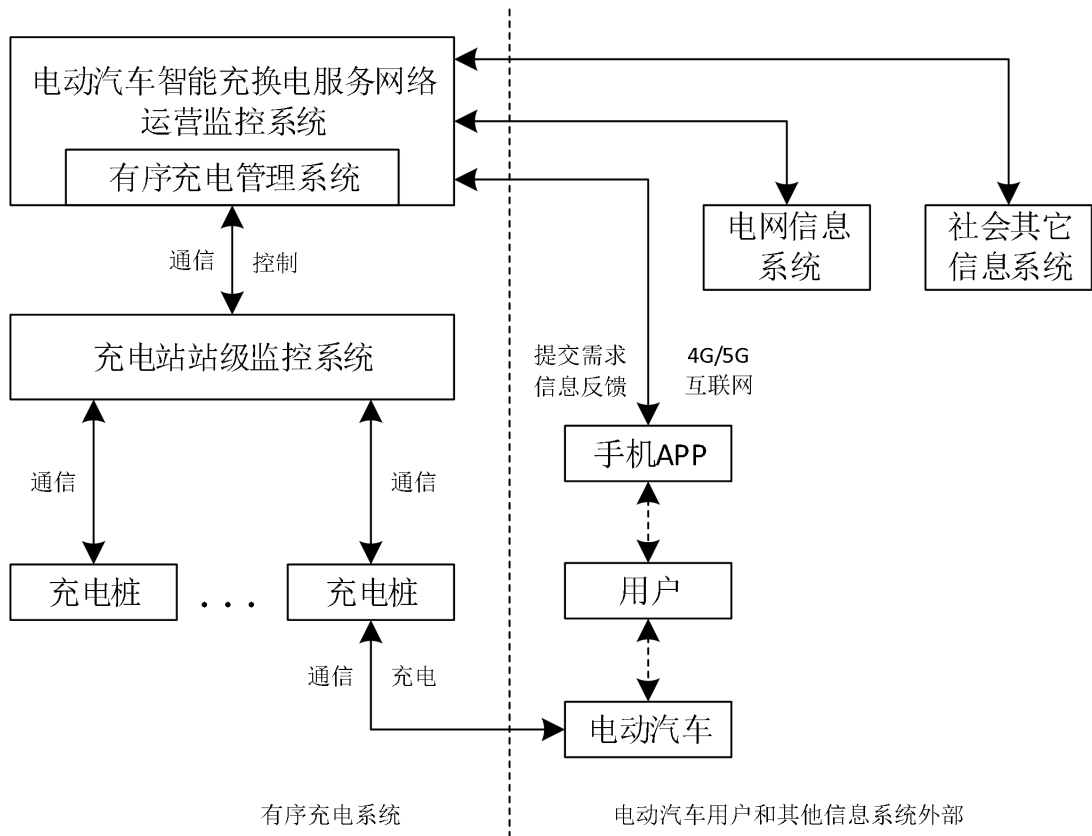 电动汽车智能充换电服务网络
运营监控系统
有序充电管理系统
通信 控制
电网信息
系统
社会其它
信息系统
充电站站级监控系统
提交需求
信息反馈
4G/5G
互联网
手机APP
通信
通信
充电桩
...
充电桩
用户
通信 充电
电动汽车
有序充电系统
电动汽车用户和其他信息系统外部